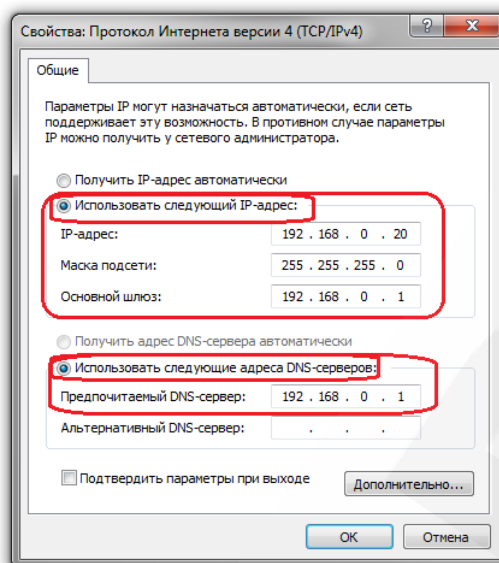 Свойства: Протокол Интернета версии 4 (TCP/IPv4)
Общие
Параметры IP могут назначаться автоматически, если сеть
поддерживает эту возможность. В противном случае параметры
IP можно получить у сетевого администратора.
Получить IP-адрес автоматически
Использовать следующий IP-адрес:
IP-адрес: 192 . 168 . 0 . 20
Маска подсети: 255 . 255 . 255 . 0
Основной шлюз: 192 . 168 . 0 . 1
Получить адрес DNS-сервера автоматически
Использовать следующие адреса DNS-серверов:
Предпочитаемый DNS-сервер: 192 . 168 . 0 . 1
Альтернативный DNS-сервер: . . .
Подтвердить параметры при выходе
Дополнительно...
OK Отмена